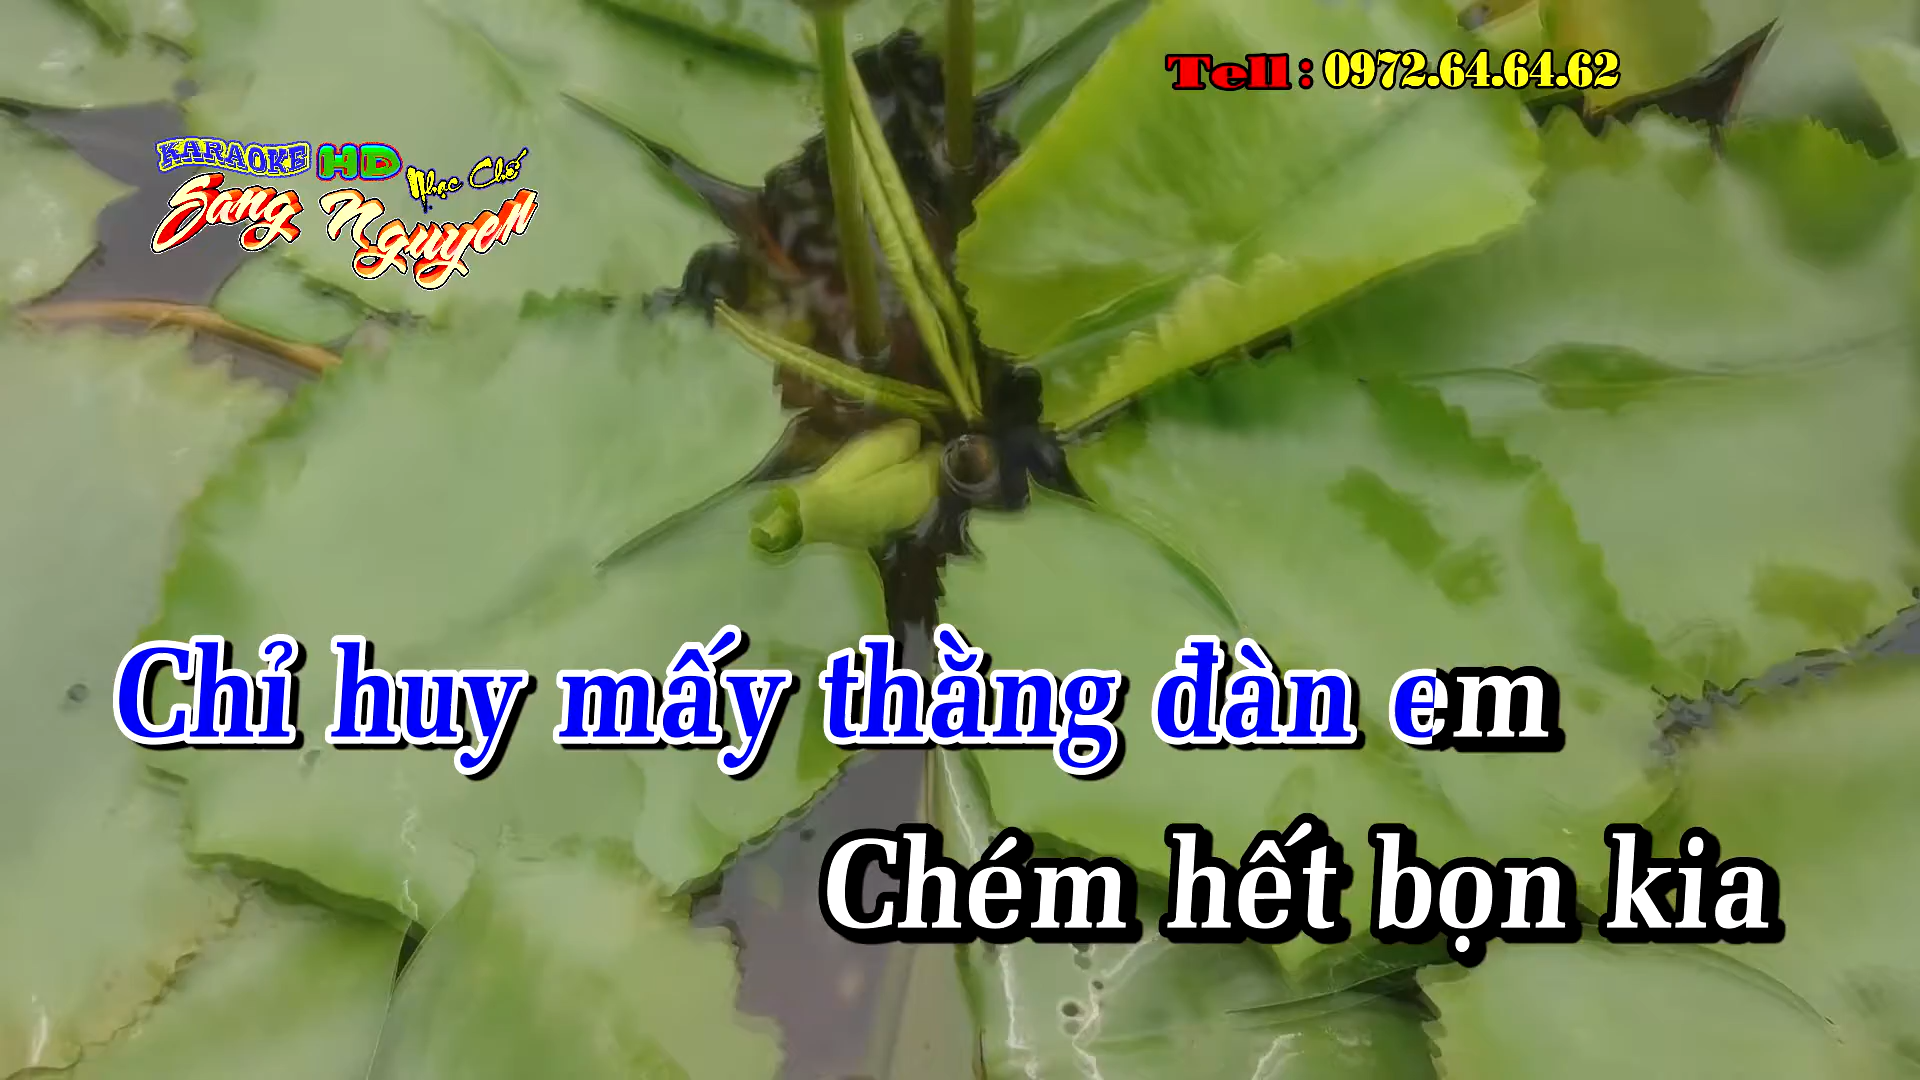 Tell : 0972.64.64.62
KARAOKE HD Nhạc Chế
Sang Nguyen
Chỉ huy mấy thằng đàn em
Chém hết bọn kia